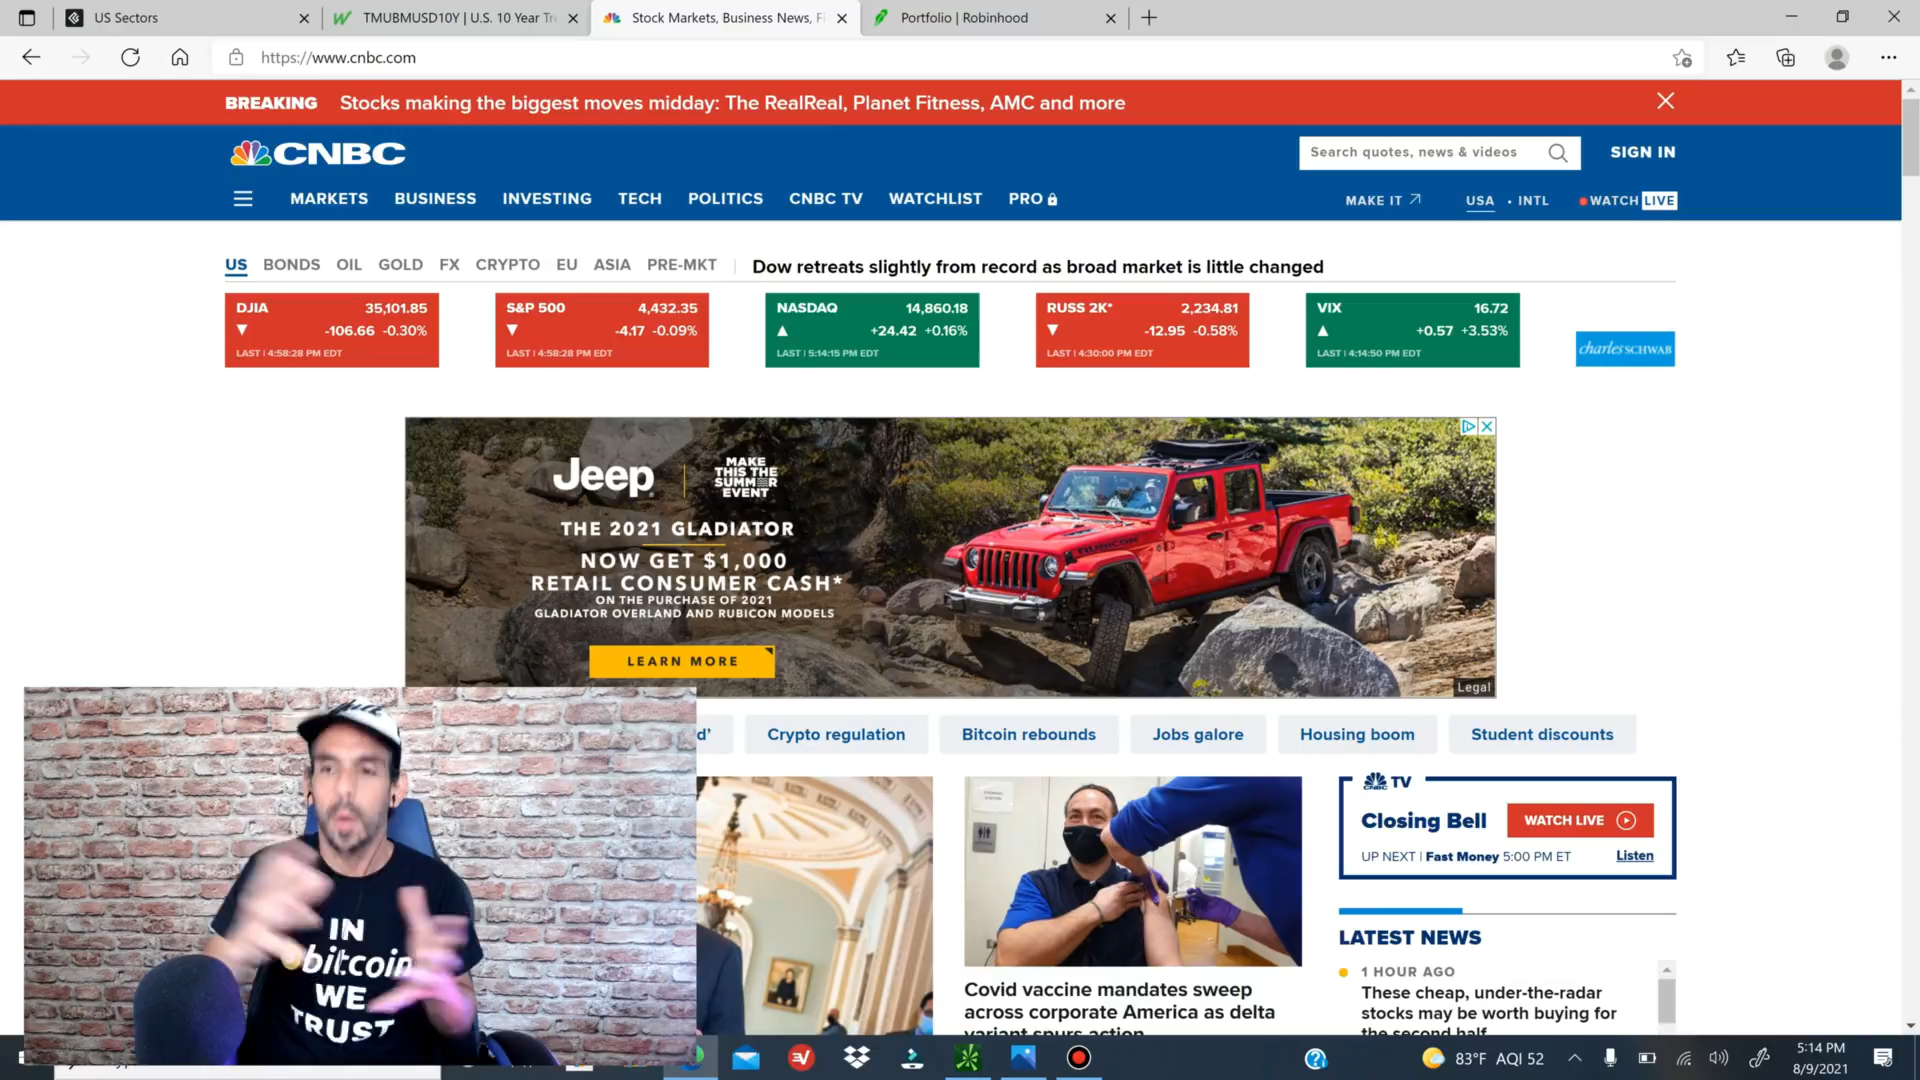 US Sectors
TMUBMUSD10Y | U.S. 10 Year Tr
Stock Markets, Business News, Fi
Portfolio | Robinhood
https://www.cnbc.com
BREAKING Stocks making the biggest moves midday: The RealReal, Planet Fitness, AMC and more
CNBC
Search quotes, news & videos
SIGN IN
MARKETS BUSINESS INVESTING TECH POLITICS CNBC TV WATCHLIST PRO
MAKE IT USA • INTL WATCH LIVE
US BONDS OIL GOLD FX CRYPTO EU ASIA PRE-MKT
Dow retreats slightly from record as broad market is little changed
DJIA 35,101.85
-106.66 -0.30%
LAST | 4:58:28 PM EDT
S&P 500 4,432.35
-4.17 -0.09%
LAST | 4:58:28 PM EDT
NASDAQ 14,860.18
+24.42 +0.16%
LAST | 5:14:15 PM EDT
RUSS 2K* 2,234.81
-12.95 -0.58%
LAST | 4:30:00 PM EDT
VIX 16.72
+0.57 +3.53%
LAST | 4:14:50 PM EDT
charles SCHWAB
Jeep
MAKE
THIS THE
SUMMER
EVENT
THE 2021 GLADIATOR
NOW GET $1,000
RETAIL CONSUMER CASH*
ON THE PURCHASE OF 2021
GLADIATOR OVERLAND AND RUBICON MODELS
LEARN MORE
RUBICON
Legal
d’
Crypto regulation
Bitcoin rebounds
Jobs galore
Housing boom
Student discounts
CNBC TV
Closing Bell
WATCH LIVE
UP NEXT | Fast Money 5:00 PM ET
Listen
LATEST NEWS
1 HOUR AGO
These cheap, under-the-radar
stocks may be worth buying for
the second half
Covid vaccine mandates sweep
across corporate America as delta
variant spurs action
IN
bitcoin
WE
TRUST
83°F AQI 52
5:14 PM
8/9/2021